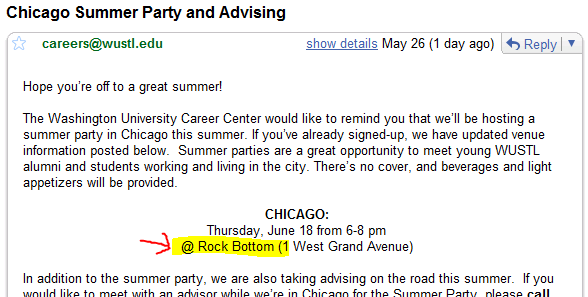 Chicago Summer Party and Advising
careers@wustl.edu show details May 26 (1 day ago) Reply
Hope you're off to a great summer!
The Washington University Career Center would like to remind you that we'll be hosting a
summer party in Chicago this summer. If you've already signed-up, we have updated venue
information posted below. Summer parties are a great opportunity to meet young WUSTL
alumni and students working and living in the city. There's no cover, and beverages and light
appetizers will be provided.
CHICAGO:
Thursday, June 18 from 6-8 pm
@ Rock Bottom (1 West Grand Avenue)
In addition to the summer party, we are also taking advising on the road this summer. If you
would like to meet with an advisor while we're in Chicago for the Summer Party, please call